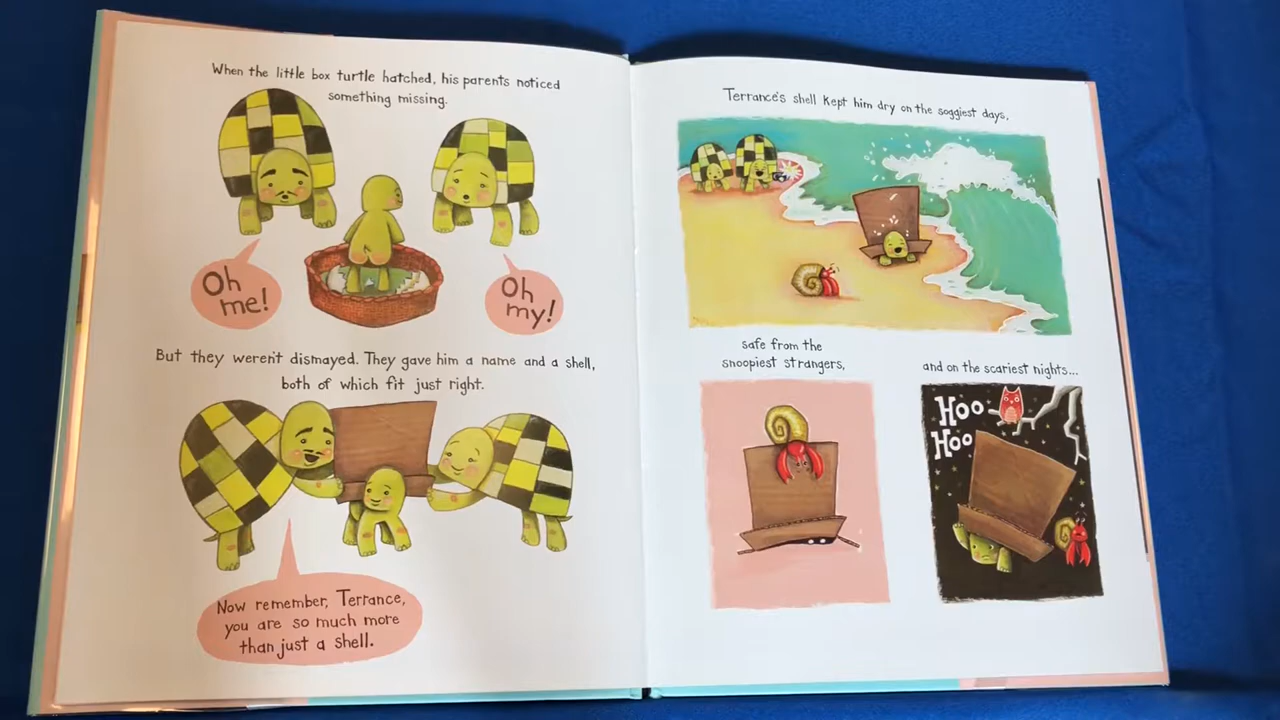 When the little box turtle hatched, his parents noticed
something missing.
Oh
me!
Oh
my!
But they weren't dismayed. They gave him a name and a shell,
both of which fit just right.
Now remember, Terrance,
you are so much more
than just a shell.
Terrance's shell kept him dry on the soggiest days,
safe from the
snoopiest strangers,
and on the scariest nights...
Hoo
Hoo